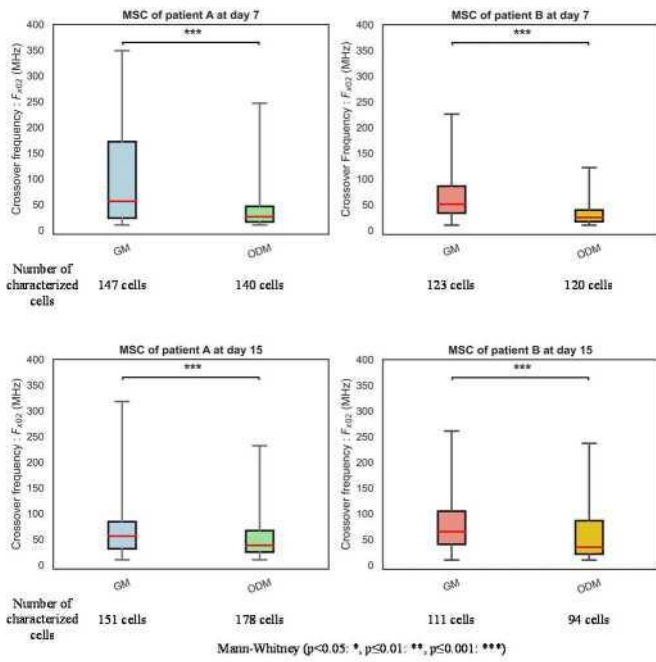 MSC of patient A at day 7
MSC of patient B at day 7
400
350
300
250
200
150
100
50
0
Crossover frequency : Fx02 (MHz)
***
GM
ODM
400
350
300
250
200
150
100
50
0
Crossover Frequency : Fx02 (MHz)
***
GM
ODM
Number of
characterized
cells
147 cells
140 cells
123 cells
120 cells
MSC of patient A at day 15
MSC of patient B at day 15
400
350
300
250
200
150
100
50
0
Crossover frequency : Fx02 (MHz)
***
GM
ODM
400
350
300
250
200
150
100
50
0
Crossover frequency : Fx02 (MHz)
***
GM
ODM
Number of
characterized
cells
151 cells
178 cells
111 cells
94 cells
Mann-Whitney (p<0.05: *, p≤0.01: **, p≤0.001: ***)